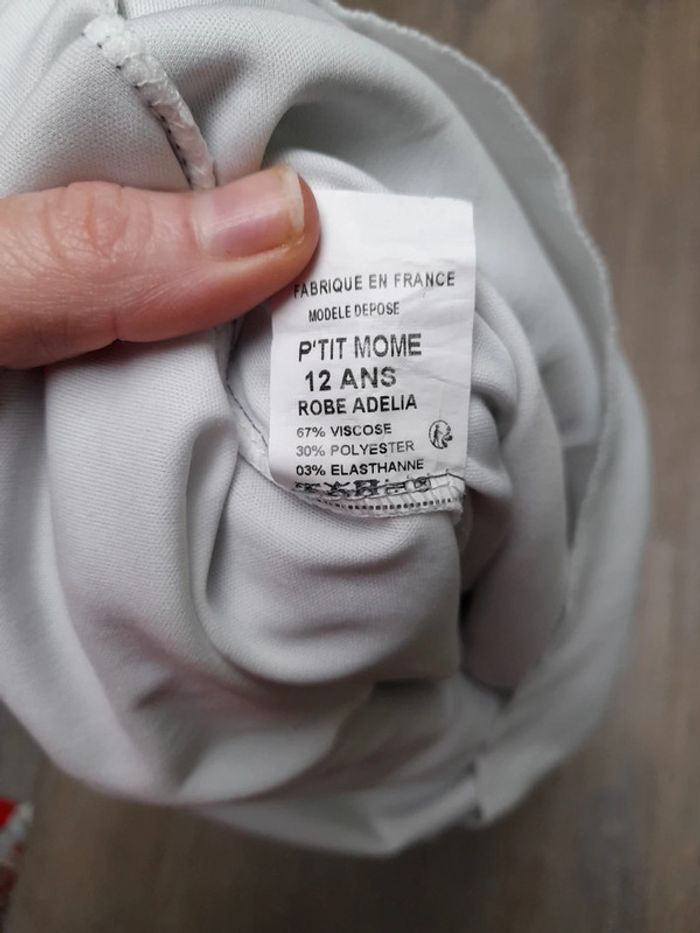 FABRIQUE EN FRANCE
MODELE DEPOSE
P'TIT MOME
12 ANS
ROBE ADELIA
67% VISCOSE
30% POLYESTER
03% ELASTHANNE